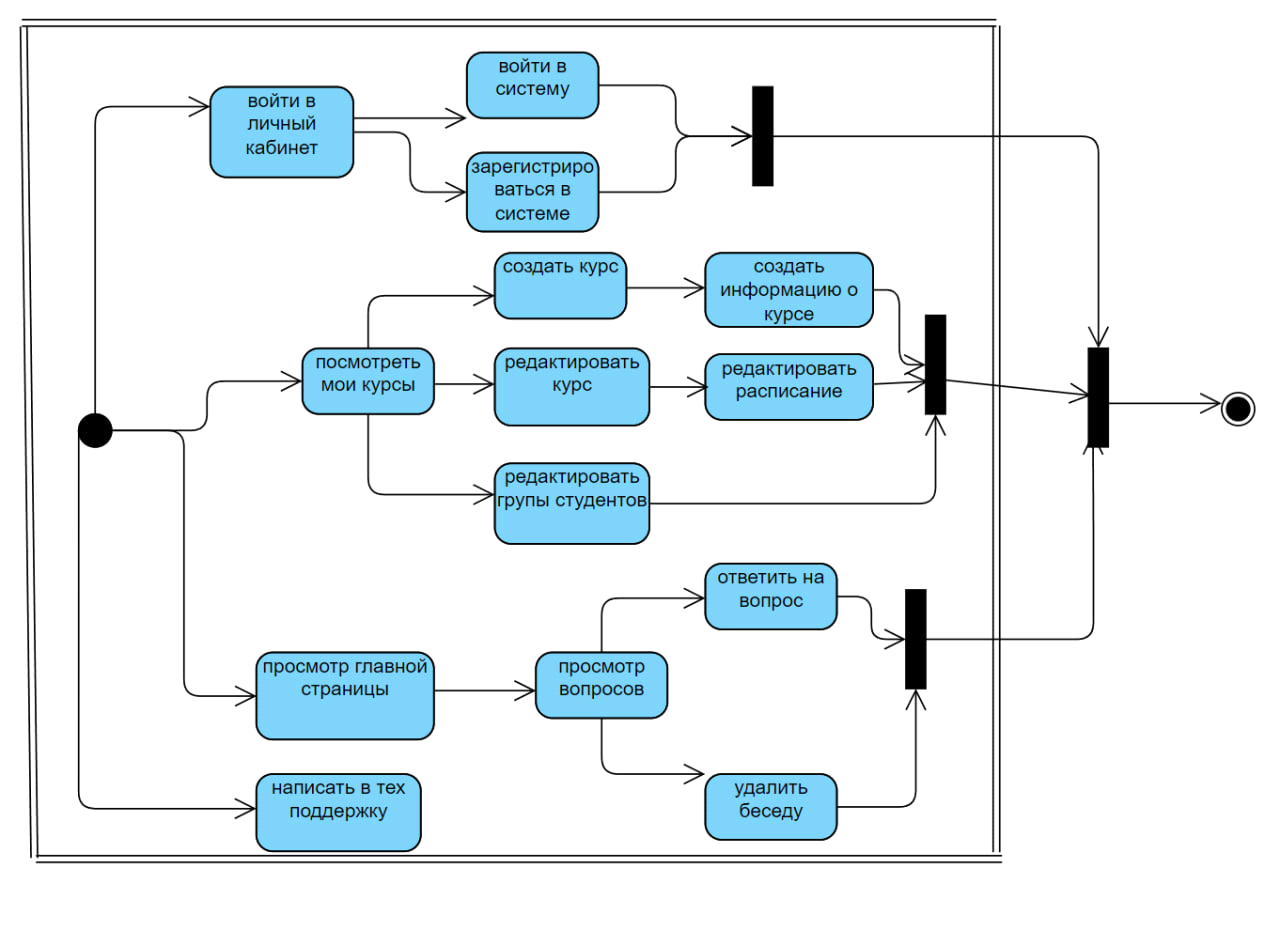 войти в
личный
кабинет
войти в
систему
зарегистриро
ваться в
системе
создать курс
создать
информацию о
курсе
посмотреть
мои курсы
редактировать
курс
редактировать
расписание
редактировать
групы студентов
ответить на
вопрос
просмотр главной
страницы
просмотр
вопросов
написать в тех
поддержку
удалить
беседу